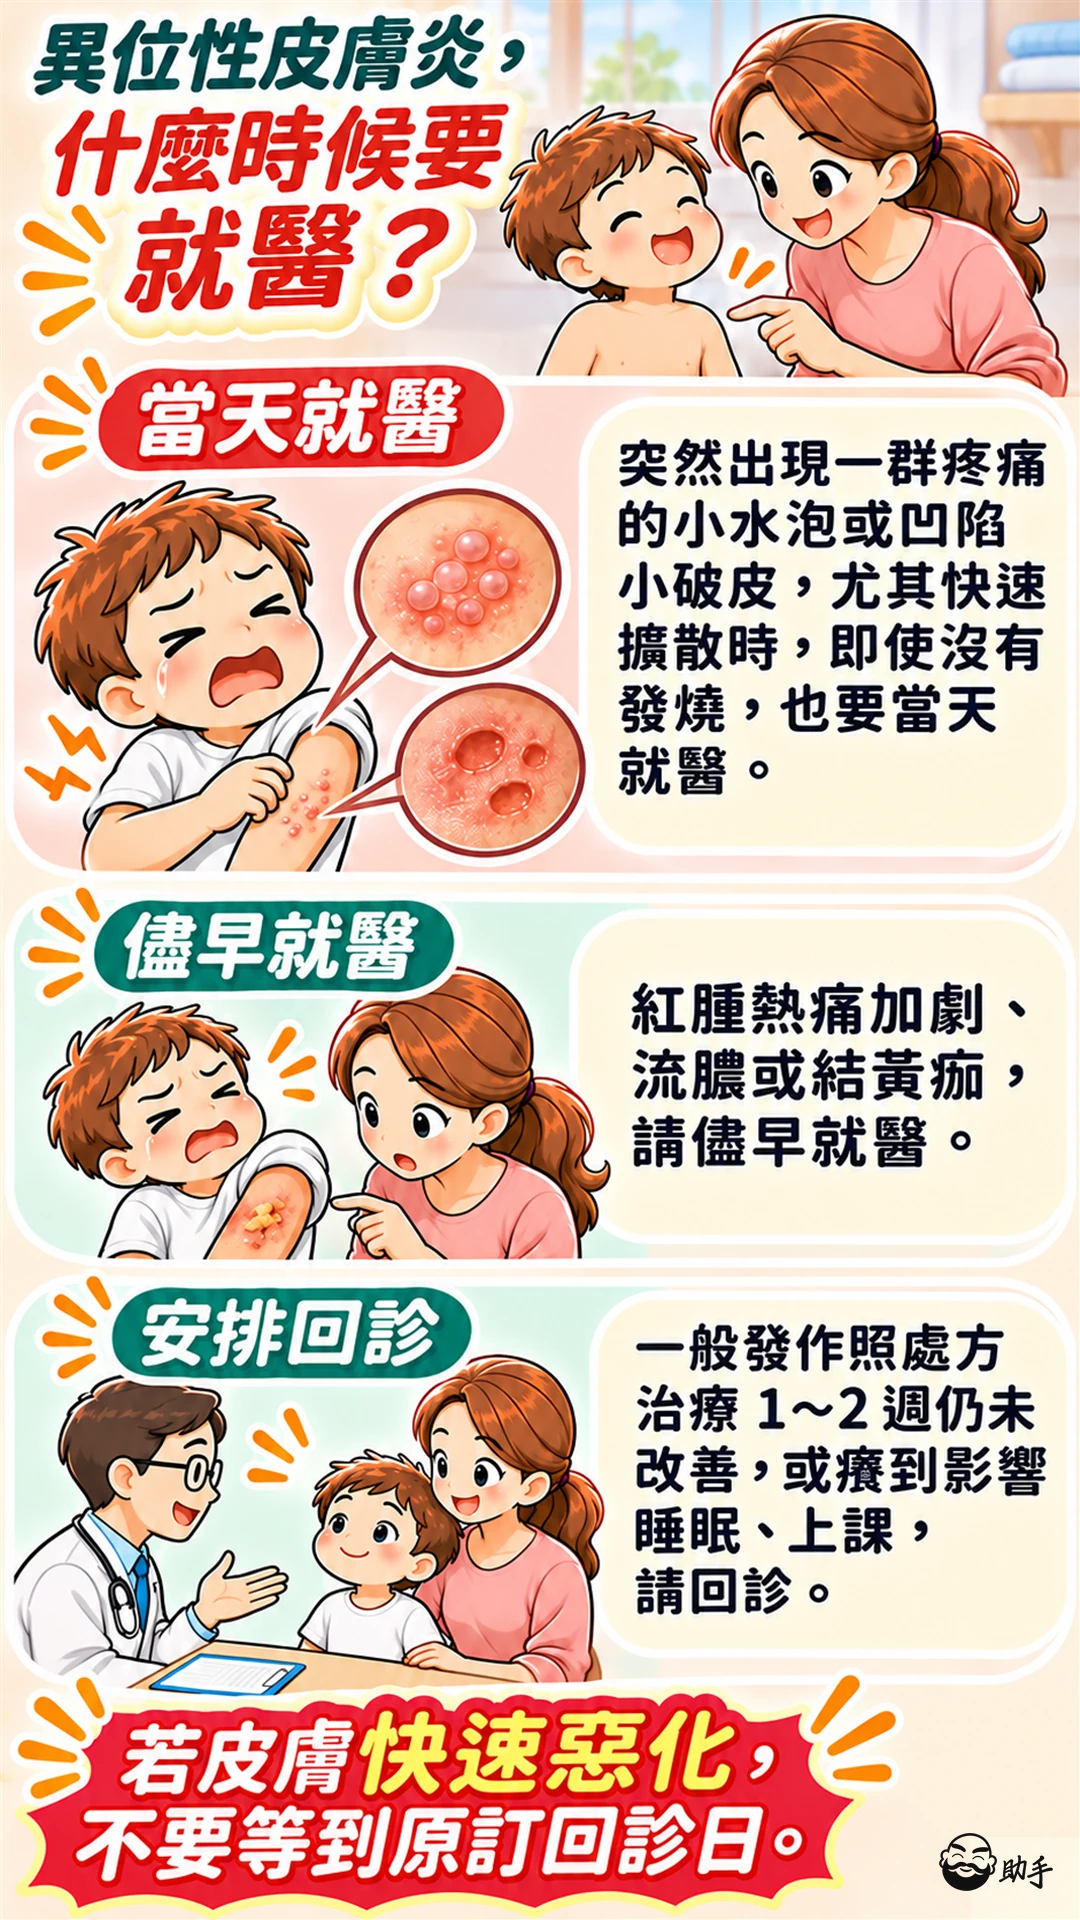 異位性皮膚炎，
什麼時候要
就醫？
當天就醫
突然出現一群疼痛
的小水泡或凹陷
小破皮，尤其快速
擴散時，即使沒有
發燒，也要當天
就醫。
儘早就醫
紅腫熱痛加劇、
流膿或結黃痂，
請儘早就醫。
安排回診
一般發作照處方
治療 1～2 週仍未
改善，或癢到影響
睡眠、上課，
請回診。
若皮膚快速惡化，
不要等到原訂回診日。
助手